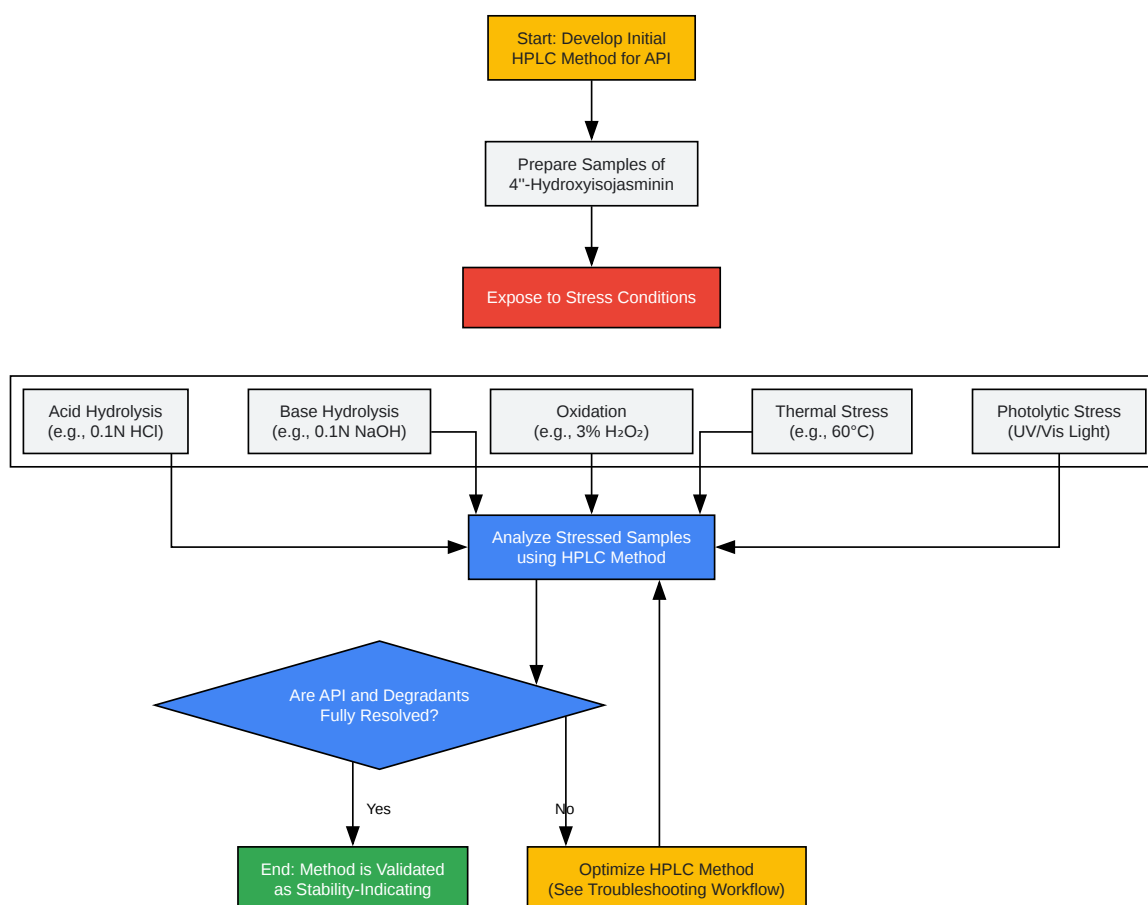 Start: Develop Initial
HPLC Method for API
Prepare Samples of
4''-Hydroxyisojasminin
Expose to Stress Conditions
Acid Hydrolysis
(e.g., 0.1N HCl)
Base Hydrolysis
(e.g., 0.1N NaOH)
Oxidation
(e.g., 3% H₂O₂)
Thermal Stress
(e.g., 60°C)
Photolytic Stress
(UV/Vis Light)
Analyze Stressed Samples
using HPLC Method
Are API and Degradants
Fully Resolved?
Yes
No
End: Method is Validated
as Stability-Indicating
Optimize HPLC Method
(See Troubleshooting Workflow)